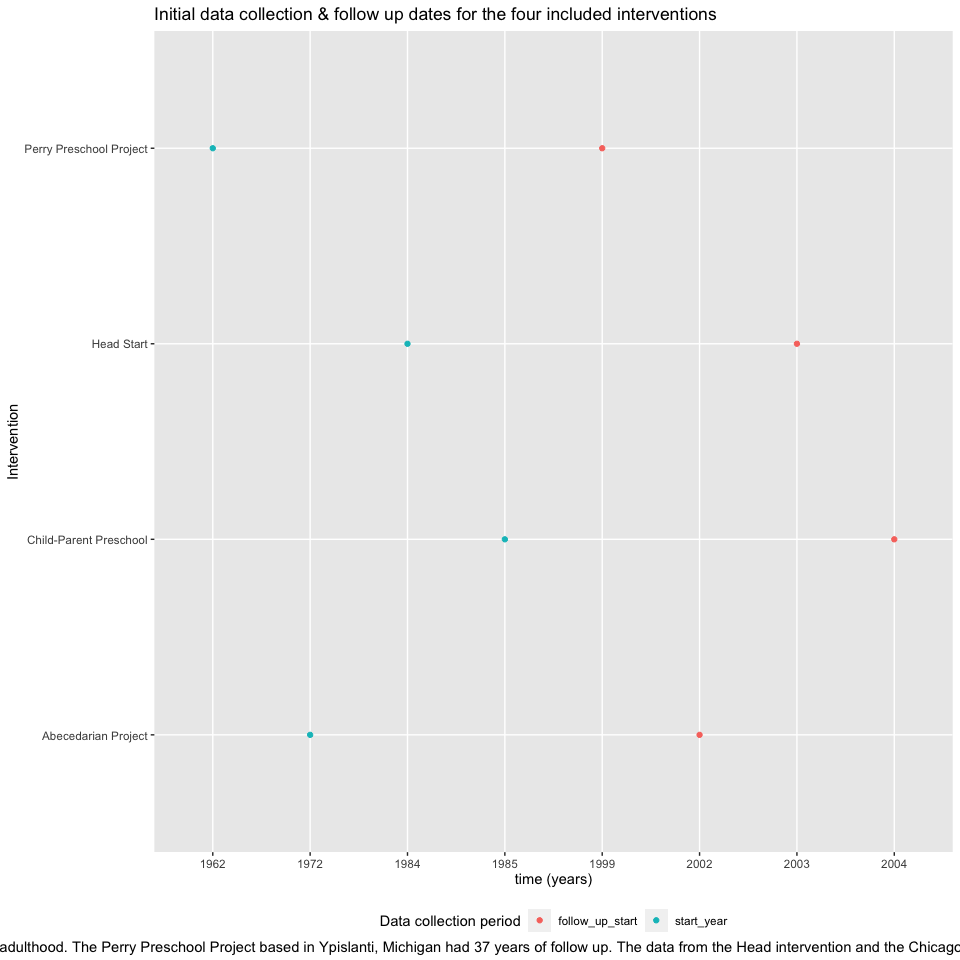 Initial data collection & follow up dates for the four included interventions
Perry Preschool Project
Head Start
Child-Parent Preschool
Abecedarian Project
Intervention
1962 1972 1984 1985 1999 2002 2003 2004
time (years)
Data collection period follow_up_start start_year
adulthood. The Perry Preschool Project based in Ypislanti, Michigan had 37 years of follow up. The data from the Head intervention and the Chicago